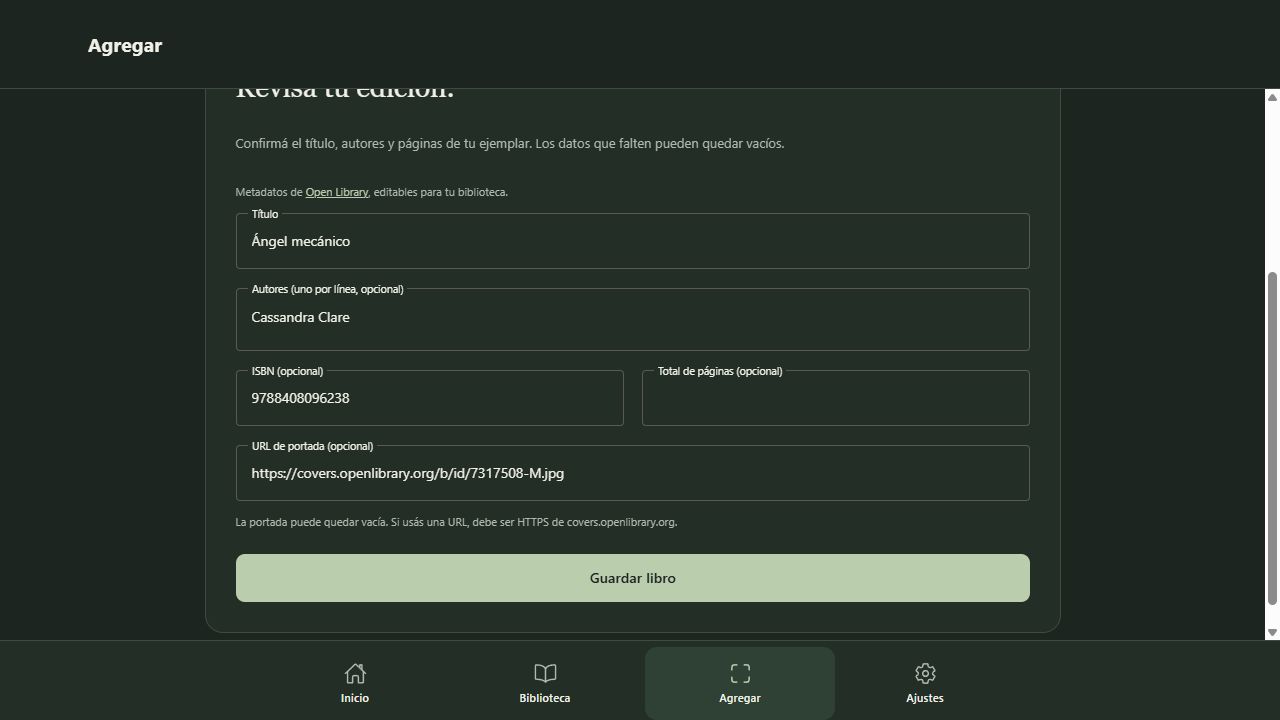 Agregar
Revisa tu edición.
Confirmá el título, autores y páginas de tu ejemplar. Los datos que falten pueden quedar vacíos.
Metadatos de Open Library, editables para tu biblioteca.
Título
Ángel mecánico
Autores (uno por línea, opcional)
Cassandra Clare
ISBN (opcional)
9788408096238
Total de páginas (opcional)
URL de portada (opcional)
https://covers.openlibrary.org/b/id/7317508-M.jpg
La portada puede quedar vacía. Si usás una URL, debe ser HTTPS de covers.openlibrary.org.
Guardar libro
Inicio
Biblioteca
Agregar
Ajustes